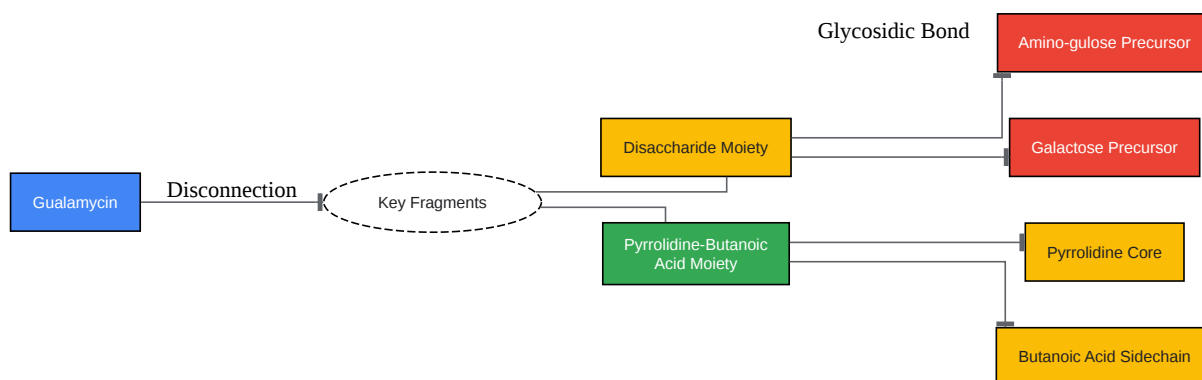 Glycosidic Bond
Amino-gulose Precursor
Disaccharide Moiety
Galactose Precursor
Gualamycin
Disconnection
Key Fragments
Pyrrolidine-Butanoic
Acid Moiety
Pyrrolidine Core
Butanoic Acid Sidechain